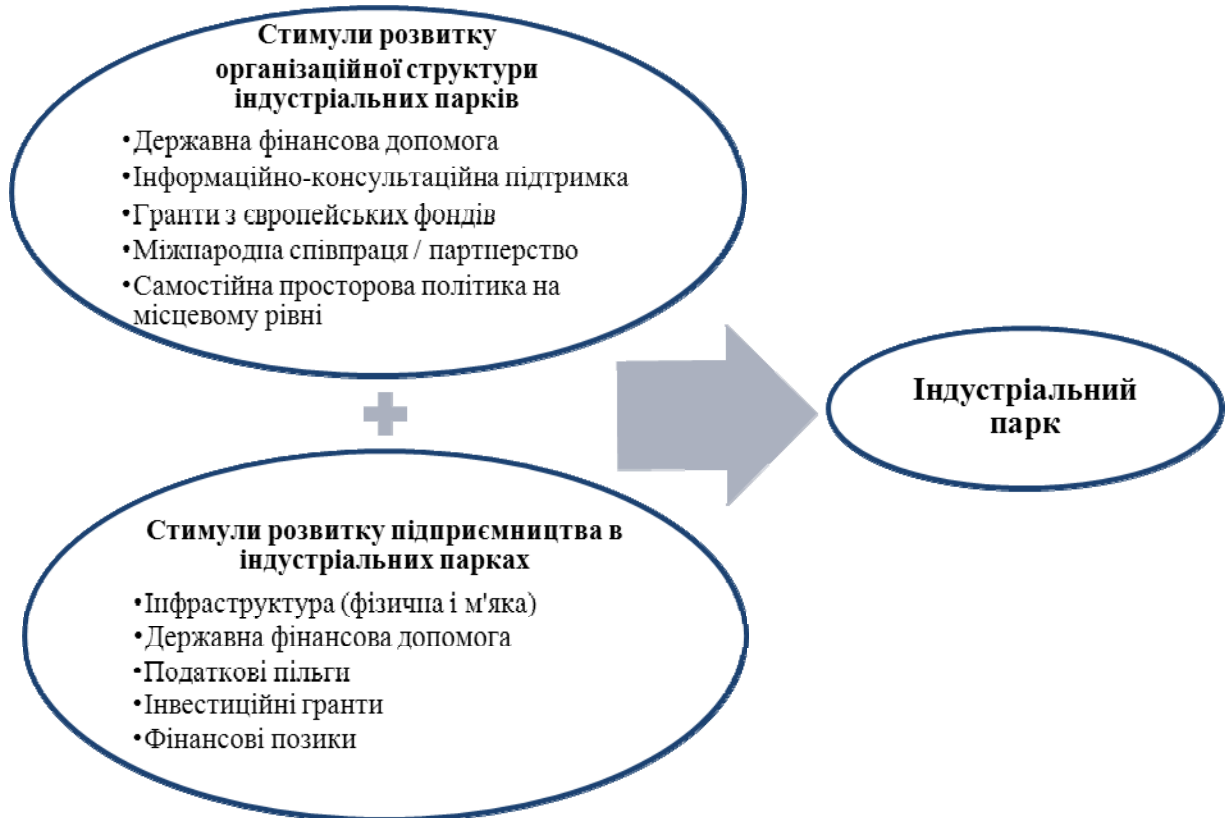 Стимули розвитку
організаційної структури
індустріальних парків
•Державна фінансова допомога
•Інформаційно-консультаційна підтримка
•Гранти з європейських фондів
•Міжнародна співпраця / партнерство
•Самостійна просторова політика на
місцевому рівні
Індустріальний
парк
Стимули розвитку підприємництва в
індустріальних парках
•Інфраструктура (фізична і м'яка)
•Державна фінансова допомога
•Податкові пільги
•Інвестиційні гранти
•Фінансові позики